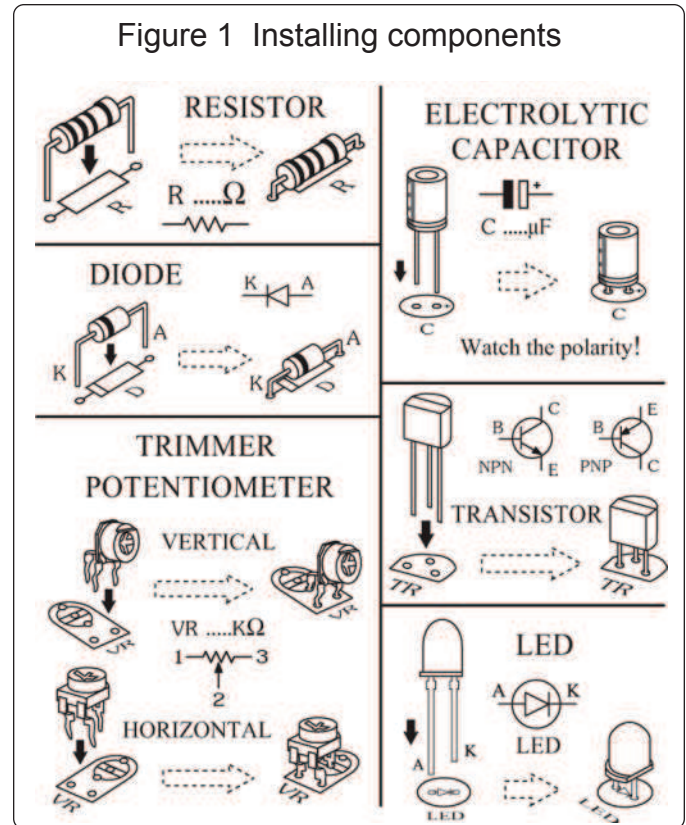 Figure 1 Installing components
RESISTOR
R .....Ω
R
R
DIODE
K A
A
K
D
A
K
D
TRIMMER
POTENTIOMETER
VERTICAL
VR
VR
VR .....KΩ
1 3
2
HORIZONTAL
VR
VR
ELECTROLYTIC
CAPACITOR
+
C .....µF
+
C
+
C
Watch the polarity!
C
B
E
NPN
E
B
C
PNP
TRANSISTOR
TR
TR
LED
A K
LED
A
K
LED
LED